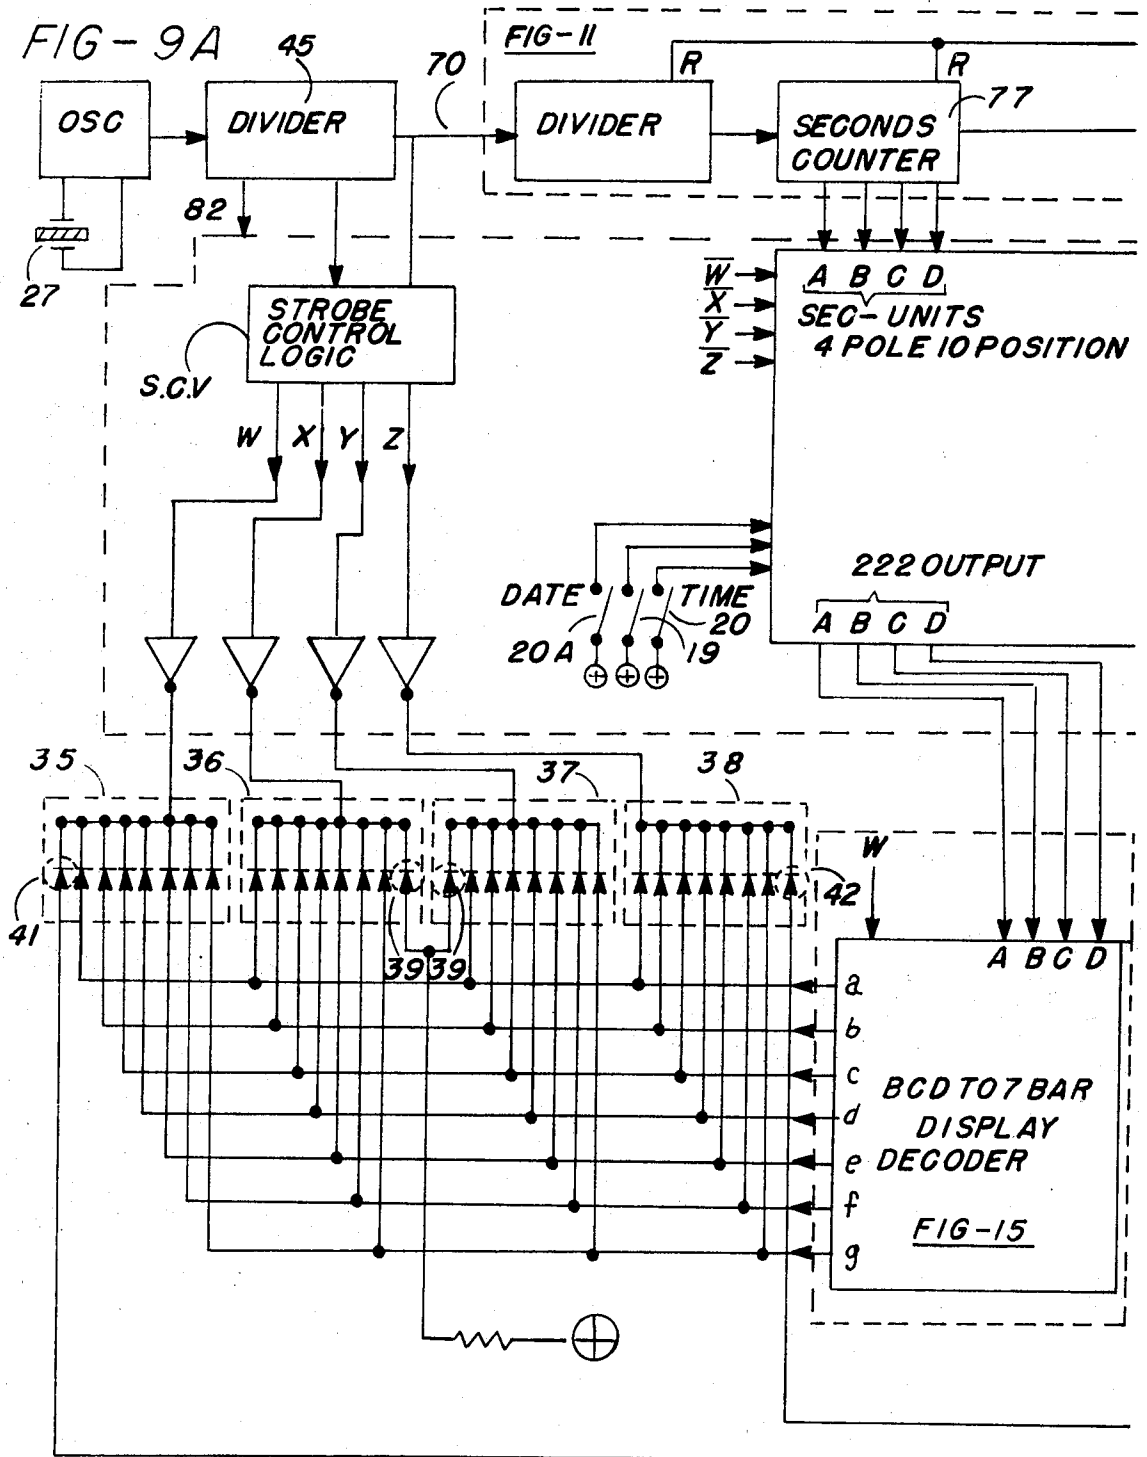 FIG-9A
45
70
FIG-11
R
R
77
OSC
DIVIDER
DIVIDER
SECONDS
COUNTER
82
27
W
X
Y
Z
A B C D
SEC-UNITS
4 POLE 10 POSITION
STROBE
CONTROL
LOGIC
S.C.V
W X Y Z
222 OUTPUT
A B C D
DATE
TIME
20
20A
19
35
36
37
38
W
41
39
39
42
A B C D
a
b
c
d
e
f
g
BCD TO 7 BAR
DISPLAY
DECODER
FIG-15